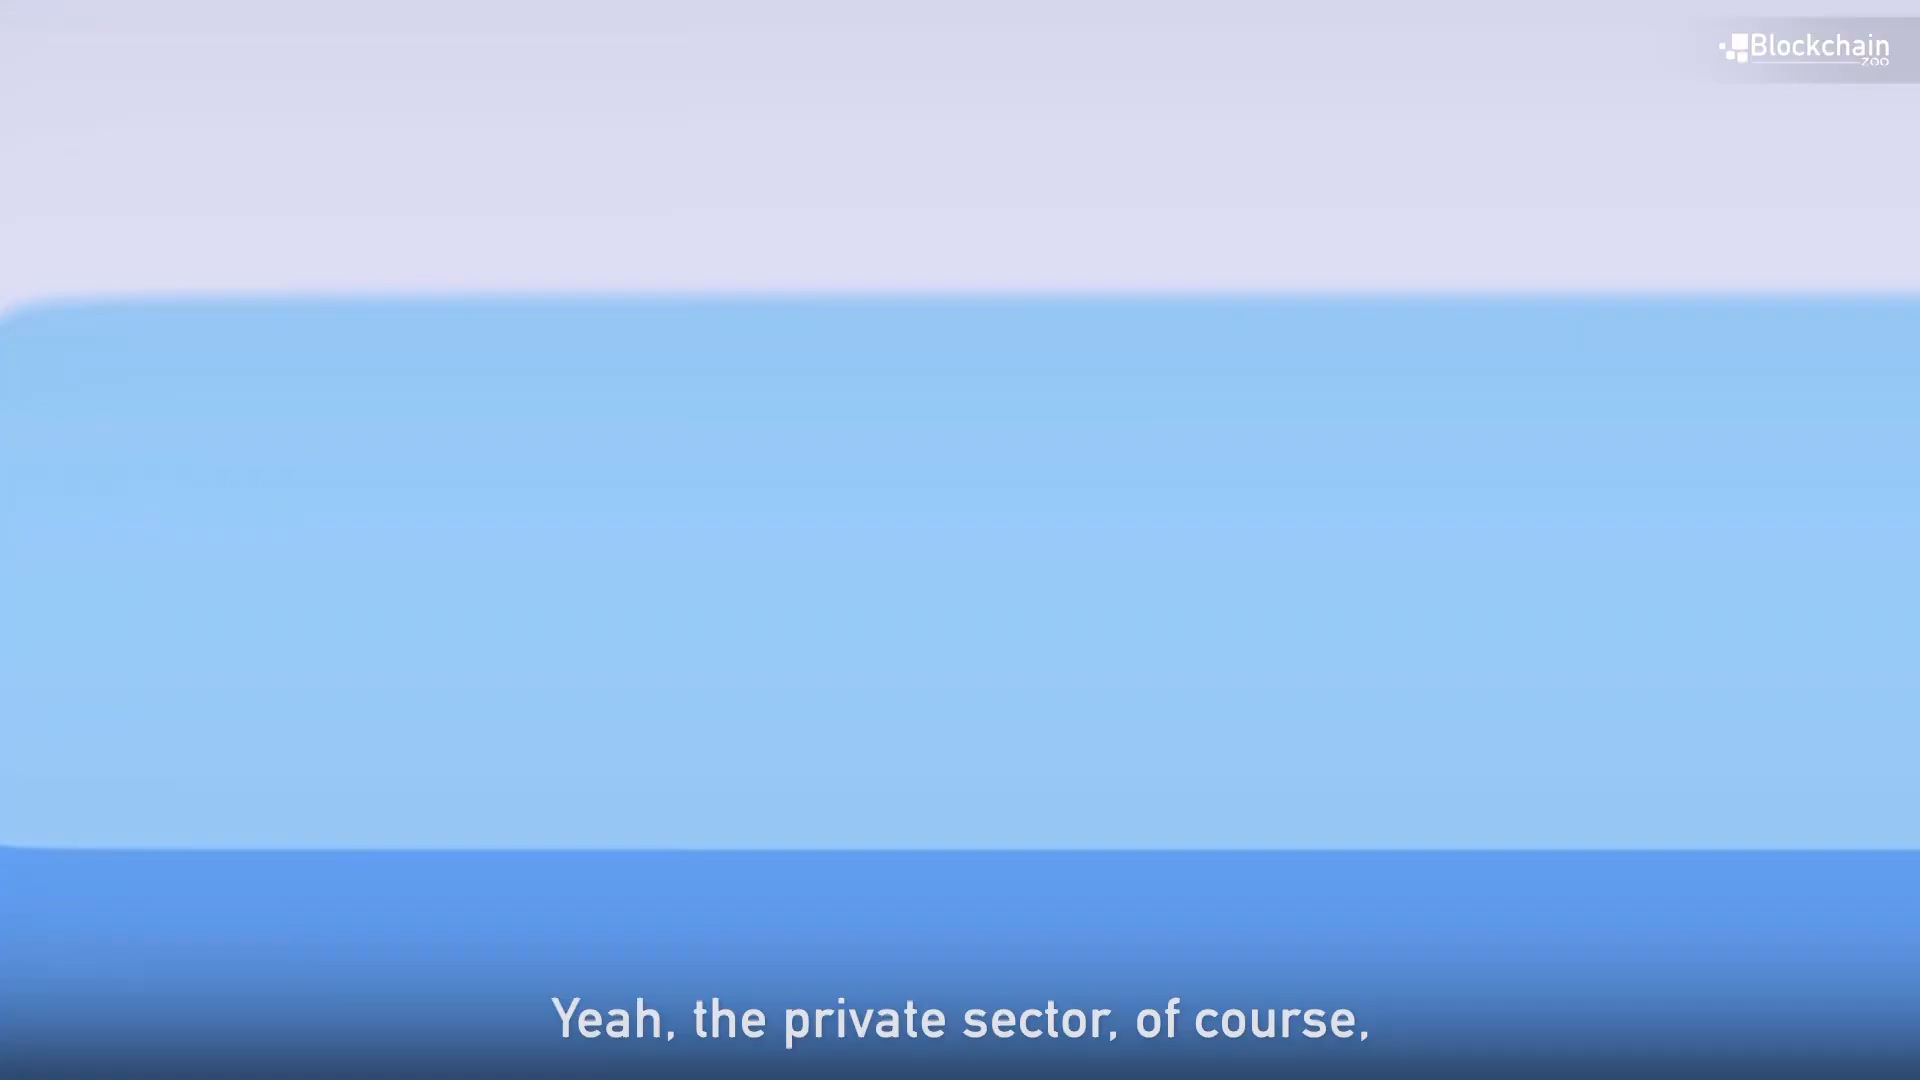 Blockchain
ZOO
Yeah, the private sector, of course,